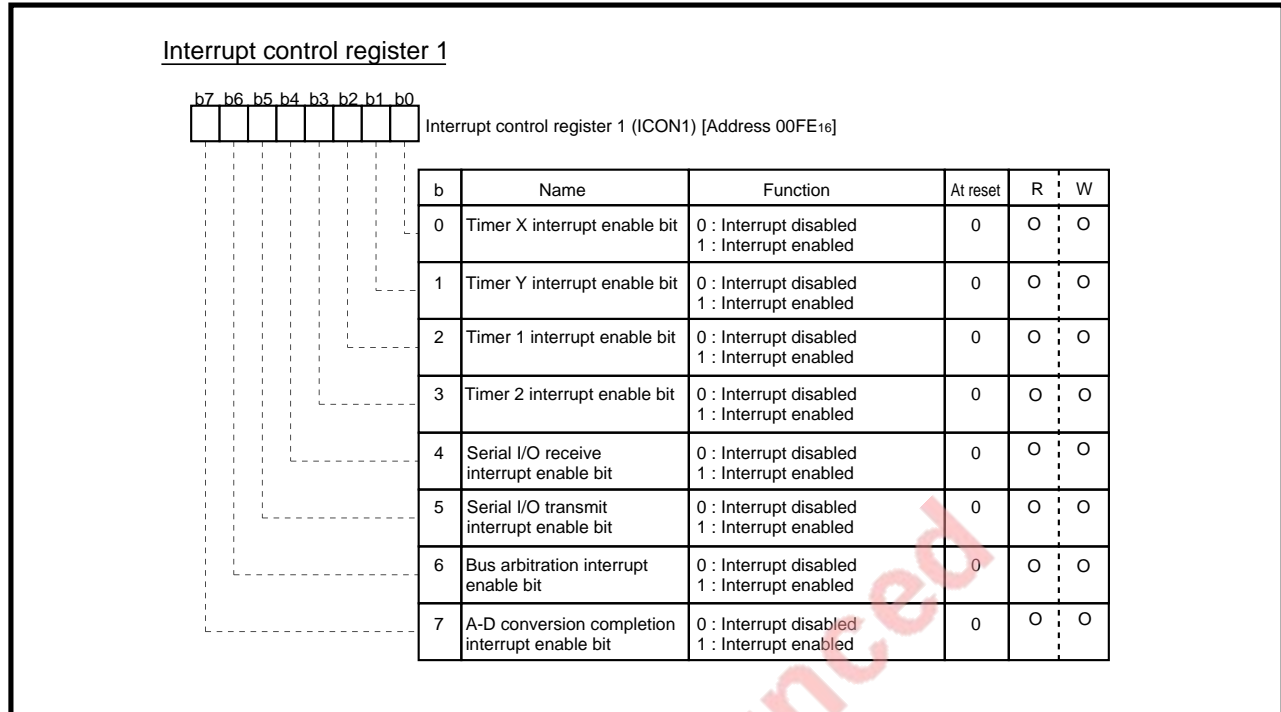 Interrupt control register 1
b7 b6 b5 b4 b3 b2 b1 b0
Interrupt control register 1 (ICON1) [Address 00FE16]
b Name Function At reset R W
0 Timer X interrupt enable bit 0 : Interrupt disabled 0 O O
1 : Interrupt enabled
1 Timer Y interrupt enable bit 0 : Interrupt disabled 0 O O
1 : Interrupt enabled
2 Timer 1 interrupt enable bit 0 : Interrupt disabled 0 O O
1 : Interrupt enabled
3 Timer 2 interrupt enable bit 0 : Interrupt disabled 0 O O
1 : Interrupt enabled
4 Serial I/O receive 0 : Interrupt disabled 0 O O
interrupt enable bit 1 : Interrupt enabled
5 Serial I/O transmit 0 : Interrupt disabled 0 O O
interrupt enable bit 1 : Interrupt enabled
6 Bus arbitration interrupt 0 : Interrupt disabled 0 O O
enable bit 1 : Interrupt enabled
7 A-D conversion completion 0 : Interrupt disabled 0 O O
interrupt enable bit 1 : Interrupt enabled